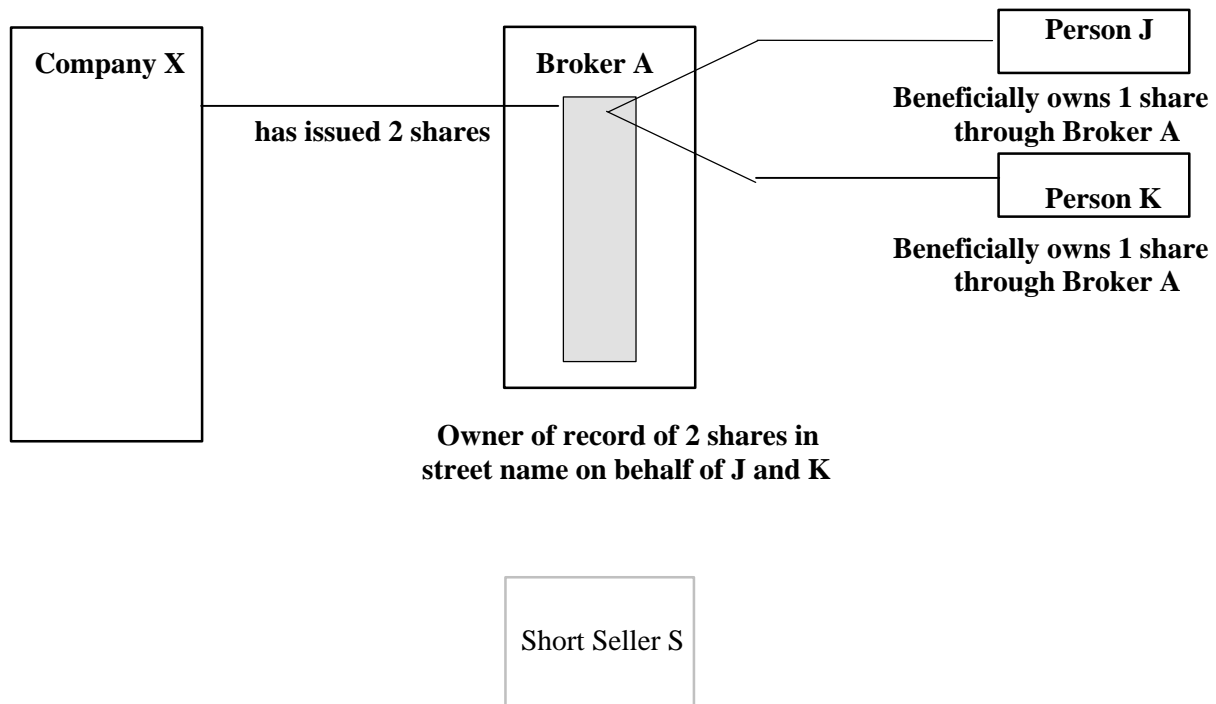 Company X
has issued 2 shares
Broker A
Owner of record of 2 shares in
street name on behalf of J and K
Person J
Beneficially owns 1 share
through Broker A
Person K
Beneficially owns 1 share
through Broker A
Short Seller S